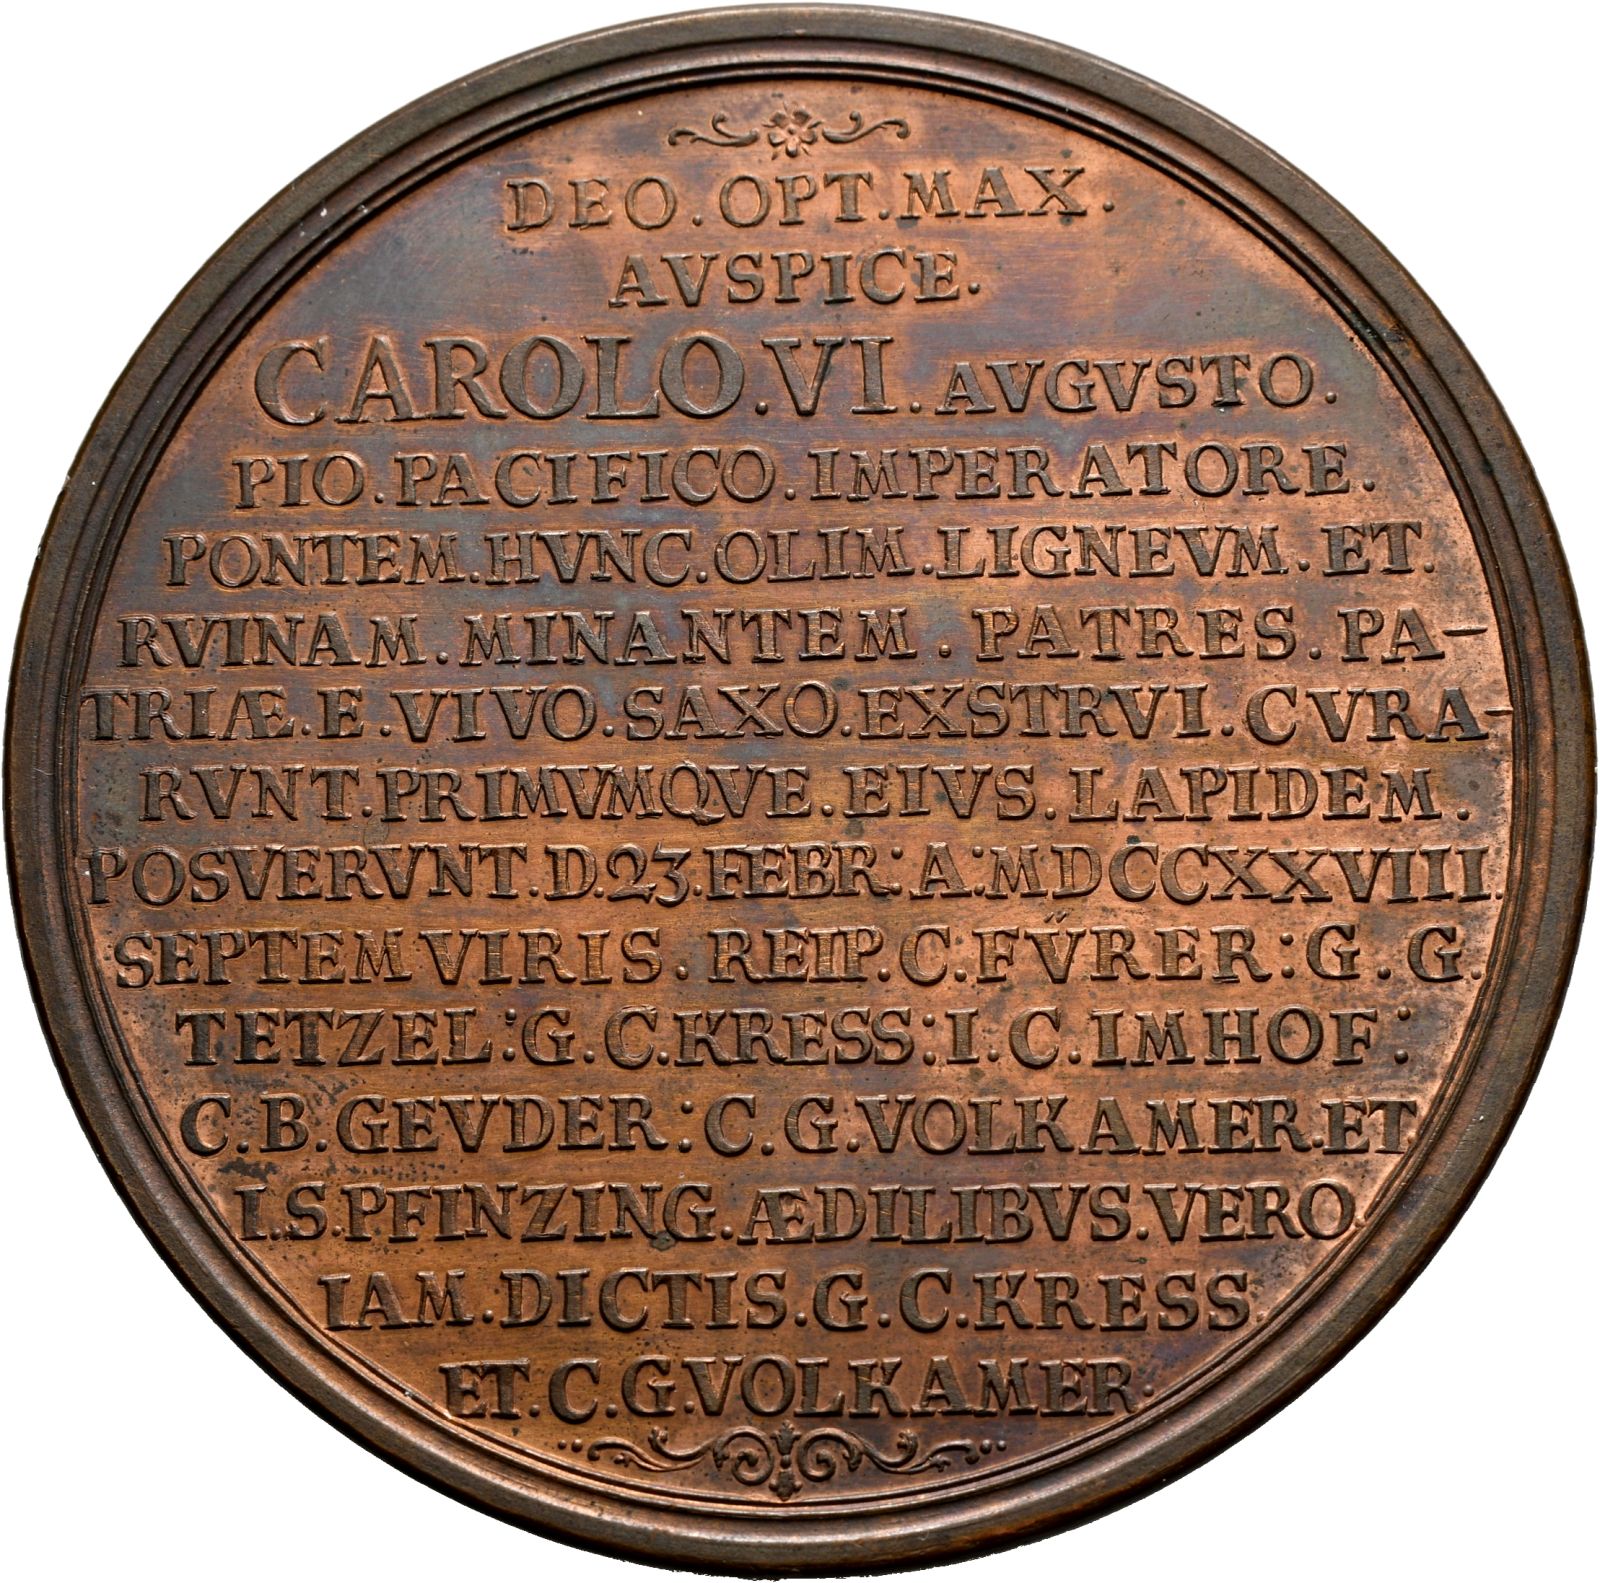 DEO.OPT.MAX.
AVSPICE.
CAROLO.VI.AVGVSTO.
PIO.PACIFICO.IMPERATORE.
PONTEM.HVNC.OLIM.LIGNEVM.ET.
RVINAM.MINANTEM.PATRES.PA-
TRIÆ.E.VIVO.SAXO.EXSTRVI.CVRA-
RVNT.PRIMVMQVE.EIVS.LAPIDEM.
POSVERVNT.D.23.FEBR:A:MDCCXXVIII.
SEPTEMVIRIS.REIP.C.FV̈RER:G.G.
TETZEL:G.C.KRESS:I.C.IMHOF:
C.B.GEVDER:C.G.VOLKAMER.ET.
I.S.PFINZING.ÆDILIBVS.VERO.
IAM.DICTIS.G.C.KRESS.
ET.C.G.VOLKAMER.